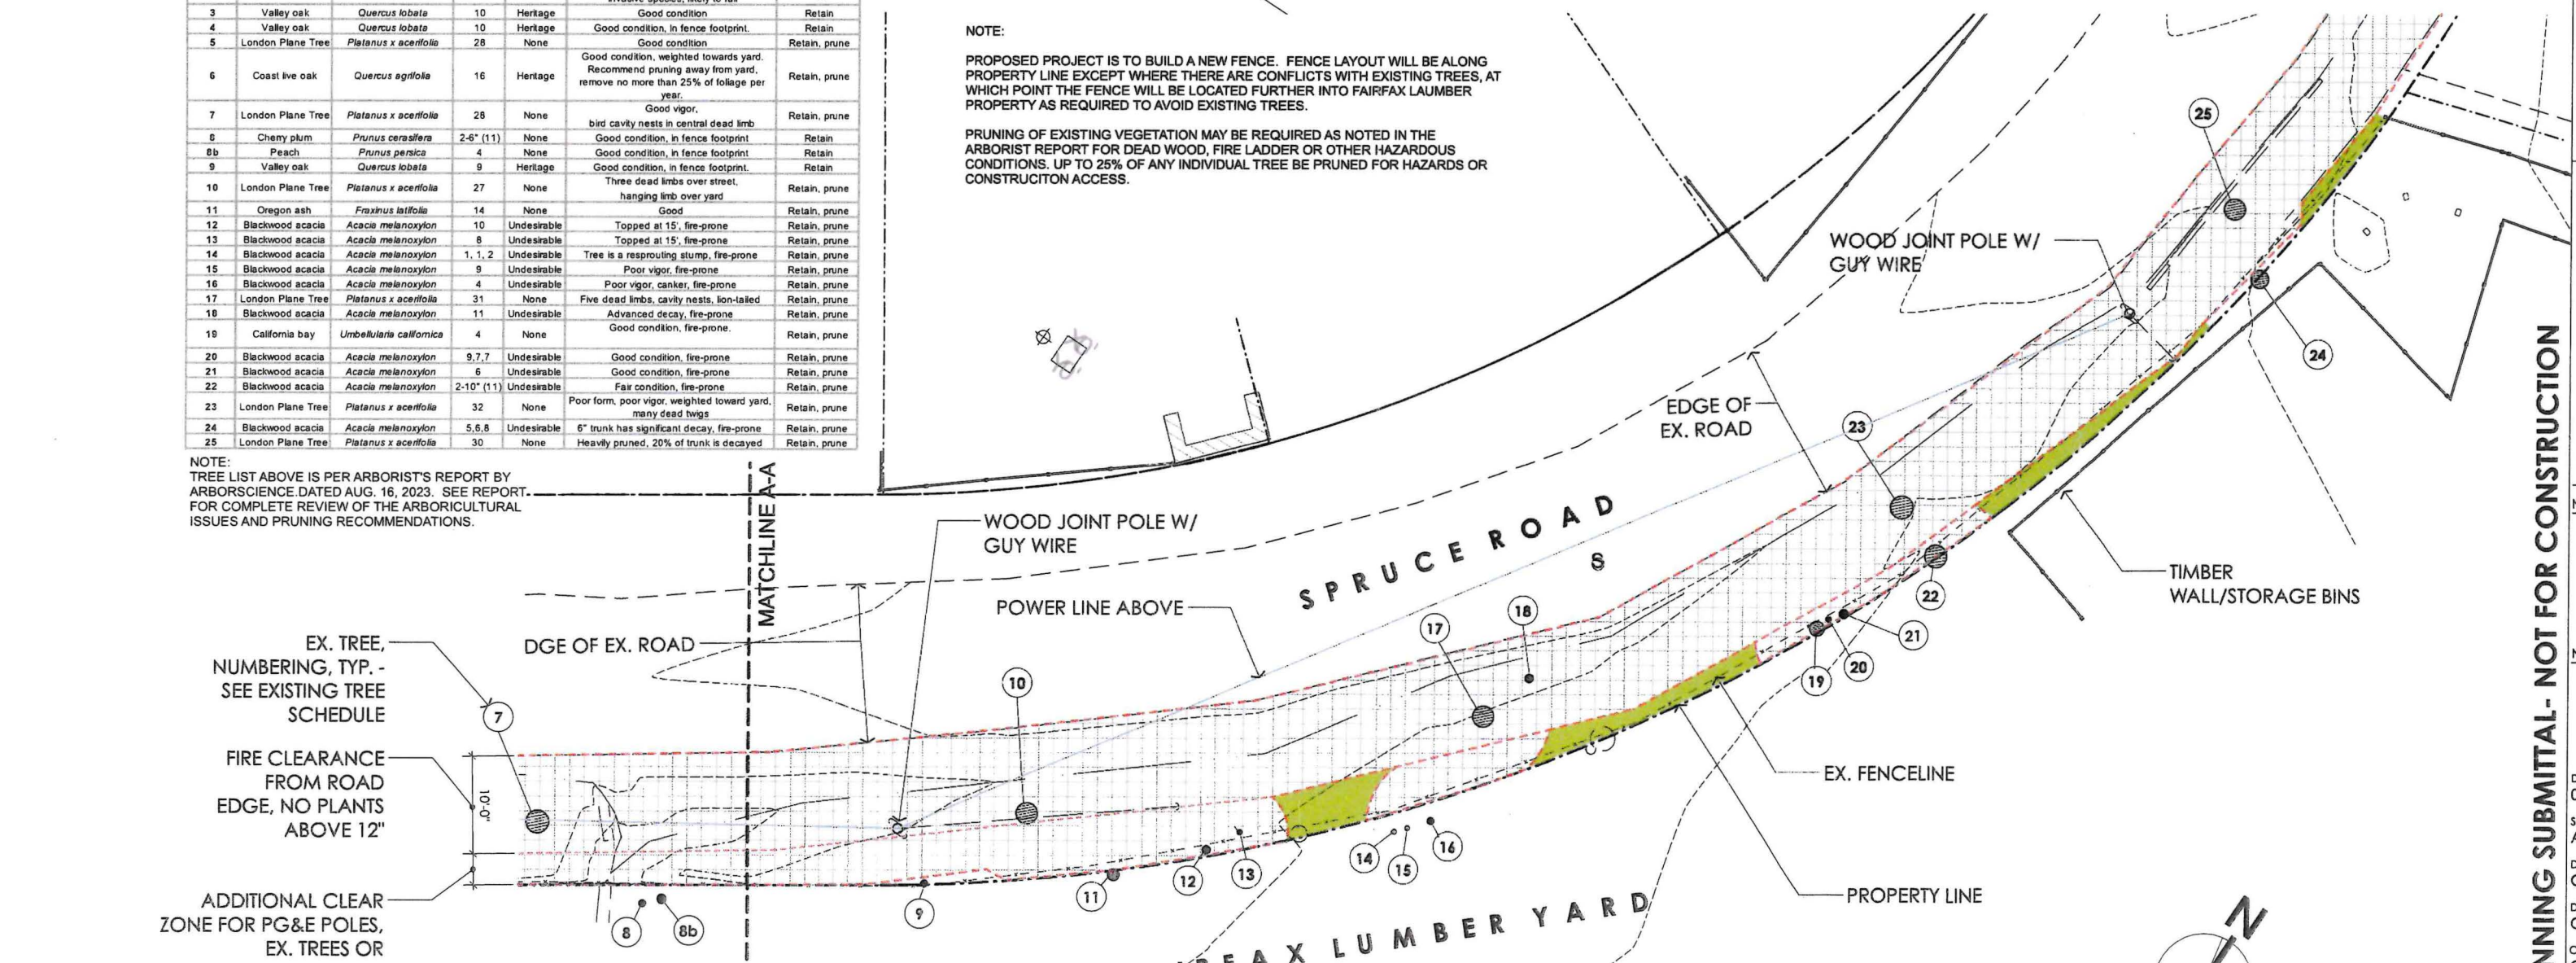 3 Valley oak Quercus lobata 10 Heritage Good condition Retain
4 Valley oak Quercus lobata 10 Heritage Good condition, in fence footprint. Retain
5 London Plane Tree Platanus x acerifolia 28 None Good condition Retain, prune
6 Coast live oak Quercus agrifolia 16 Heritage Good condition, weighted towards yard. Recommend pruning away from yard, remove no more than 25% of foliage per year. Retain, prune
7 London Plane Tree Platanus x acerifolia 28 None Good vigor, bird cavity nests in central dead limb Retain, prune
8 Cherry plum Prunus cerasifera 2-6" (11) None Good condition, in fence footprint Retain
8b Peach Prunus persica 4 None Good condition, in fence footprint Retain
9 Valley oak Quercus lobata 9 Heritage Good condition, in fence footprint. Retain
10 London Plane Tree Platanus x acerifolia 27 None Three dead limbs over street, hanging limb over yard Retain, prune
11 Oregon ash Fraxinus latifolia 14 None Good Retain, prune
12 Blackwood acacia Acacia melanoxylon 10 Undesirable Topped at 15', fire-prone Retain, prune
13 Blackwood acacia Acacia melanoxylon 8 Undesirable Topped at 15', fire-prone Retain, prune
14 Blackwood acacia Acacia melanoxylon 1, 1, 2 Undesirable Tree is a resprouting stump, fire-prone Retain, prune
15 Blackwood acacia Acacia melanoxylon 9 Undesirable Poor vigor, fire-prone Retain, prune
16 Blackwood acacia Acacia melanoxylon 4 Undesirable Poor vigor, canker, fire-prone Retain, prune
17 London Plane Tree Platanus x acerifolia 31 None Five dead limbs, cavity nests, lion-tailed Retain, prune
18 Blackwood acacia Acacia melanoxylon 11 Undesirable Advanced decay, fire-prone Retain, prune
19 California bay Umbellularia californica 4 None Good condition, fire-prone. Retain, prune
20 Blackwood acacia Acacia melanoxylon 9,7,7 Undesirable Good condition, fire-prone Retain, prune
21 Blackwood acacia Acacia melanoxylon 6 Undesirable Good condition, fire-prone Retain, prune
22 Blackwood acacia Acacia melanoxylon 2-10" (11) Undesirable Fair condition, fire-prone Retain, prune
23 London Plane Tree Platanus x acerifolia 32 None Poor form, poor vigor, weighted toward yard, many dead twigs Retain, prune
24 Blackwood acacia Acacia melanoxylon 5,6,8 Undesirable 6" trunk has significant decay, fire-prone Retain, prune
25 London Plane Tree Platanus x acerifolia 30 None Heavily pruned, 20% of trunk is decayed Retain, prune
NOTE:
TREE LIST ABOVE IS PER ARBORIST'S REPORT BY
ARBORSCIENCE.DATED AUG. 16, 2023. SEE REPORT
FOR COMPLETE REVIEW OF THE ARBORICULTURAL
ISSUES AND PRUNING RECOMMENDATIONS.
NOTE:
PROPOSED PROJECT IS TO BUILD A NEW FENCE. FENCE LAYOUT WILL BE ALONG
PROPERTY LINE EXCEPT WHERE THERE ARE CONFLICTS WITH EXISTING TREES, AT
WHICH POINT THE FENCE WILL BE LOCATED FURTHER INTO FAIRFAX LAUMBER
PROPERTY AS REQUIRED TO AVOID EXISTING TREES.
PRUNING OF EXISTING VEGETATION MAY BE REQUIRED AS NOTED IN THE
ARBORIST REPORT FOR DEAD WOOD, FIRE LADDER OR OTHER HAZARDOUS
CONDITIONS. UP TO 25% OF ANY INDIVIDUAL TREE BE PRUNED FOR HAZARDS OR
CONSTRUCITON ACCESS.
25
WOOD JOINT POLE W/
GUY WIRE
24
EDGE OF
EX. ROAD
23
MATCHLINE A-A
WOOD JOINT POLE W/
GUY WIRE
SPRUCE ROAD
S
TIMBER
WALL/STORAGE BINS
22
POWER LINE ABOVE
18
17
21
20
19
EX. TREE,
NUMBERING, TYP. -
SEE EXISTING TREE
SCHEDULE
DGE OF EX. ROAD
7
10
FIRE CLEARANCE
FROM ROAD
EDGE, NO PLANTS
ABOVE 12"
10'-0"
EX. FENCELINE
14
15
16
12
13
11
9
8
8b
PROPERTY LINE
ADDITIONAL CLEAR
ZONE FOR PG&E POLES,
EX. TREES OR
LUMBER YARD
N
SUBMITTAL- NOT FOR CONSTRUCTION